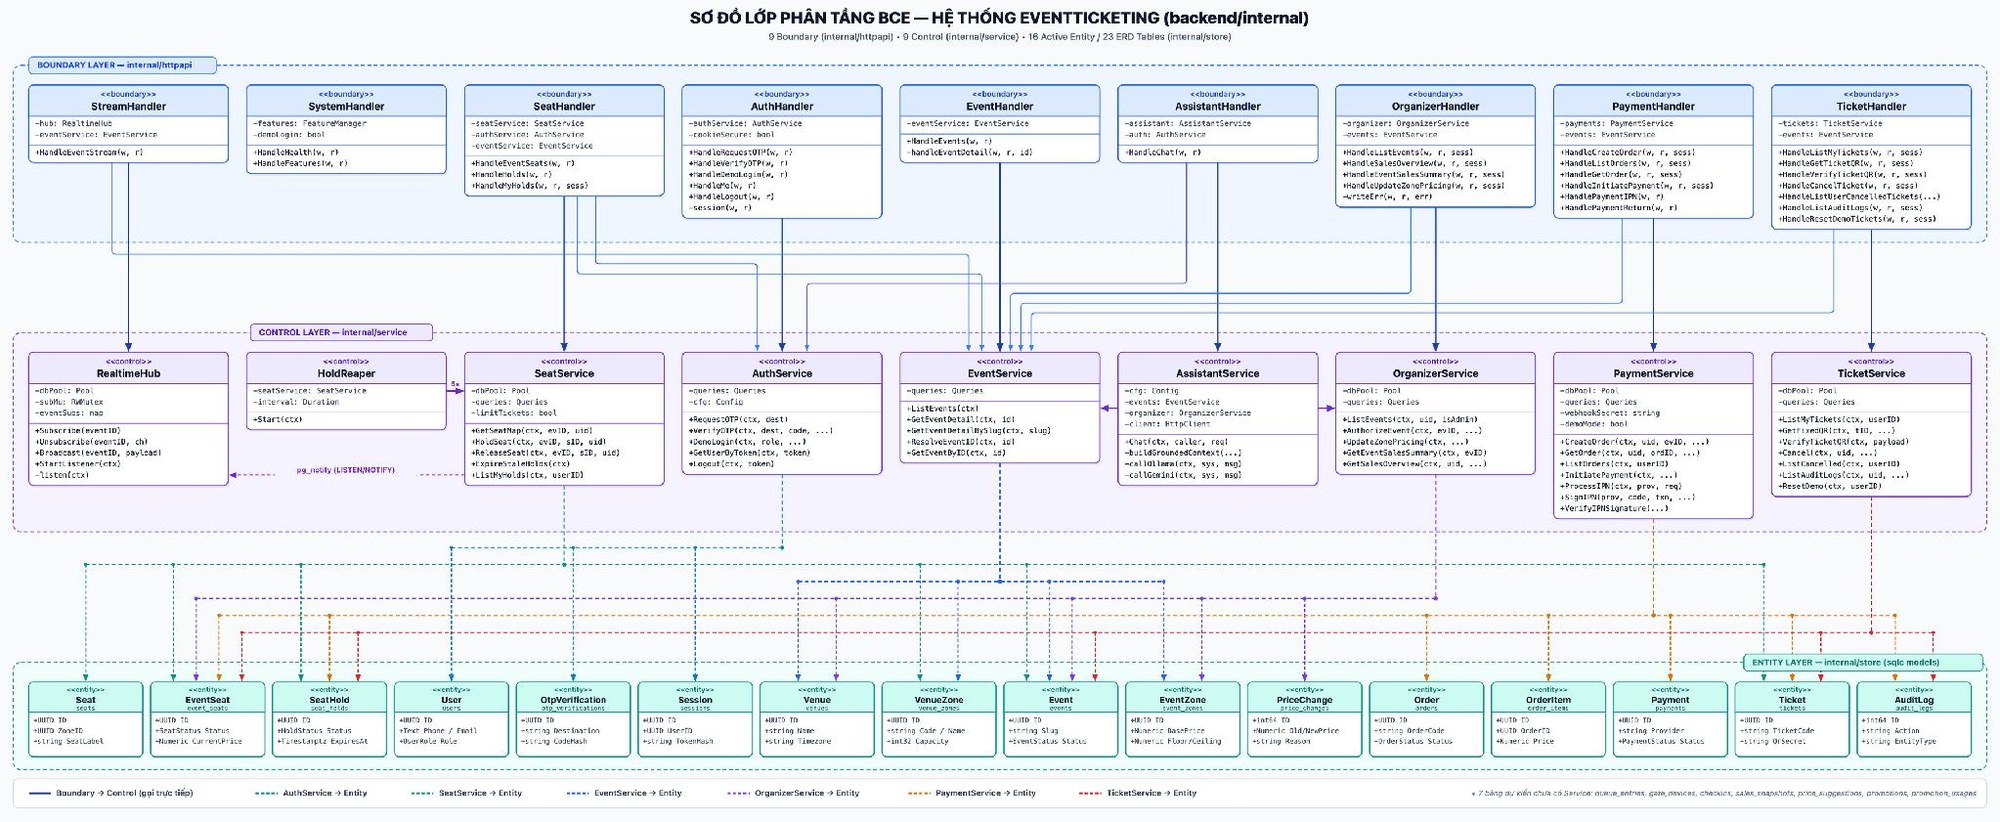 SƠ ĐỒ LỚP PHÂN TẦNG BCE — HỆ THỐNG EVENTTICKETING (backend/internal)
9 Boundary (internal/httpapi) • 9 Control (internal/service) • 16 Active Entity / 23 ERD Tables (internal/store)
BOUNDARY LAYER — internal/httpapi
<<boundary>>
StreamHandler
-hub: RealtimeHub
-eventService: EventService
+HandleEventStream(w, r)
<<boundary>>
SystemHandler
-features: FeatureManager
-demoLogin: bool
+HandleHealth(w, r)
+HandleFeatures(w, r)
<<boundary>>
SeatHandler
-seatService: SeatService
-authService: AuthService
-eventService: EventService
+HandleEventSeats(w, r)
+HandleHolds(w, r)
+HandleMyHolds(w, r, sess)
<<boundary>>
AuthHandler
-authService: AuthService
-cookieSecure: bool
+HandleRequestOTP(w, r)
+HandleVerifyOTP(w, r)
+HandleDemoLogin(w, r)
+HandleMe(w, r)
+HandleLogout(w, r)
-session(w, r)
<<boundary>>
EventHandler
-eventService: EventService
+HandleEvents(w, r)
-handleEventDetail(w, r, id)
<<boundary>>
AssistantHandler
-assistant: AssistantService
-auth: AuthService
+HandleChat(w, r)
<<boundary>>
OrganizerHandler
-organizer: OrganizerService
-events: EventService
+HandleListEvents(w, r, sess)
+HandleSalesOverview(w, r, sess)
+HandleEventSalesSummary(w, r, sess)
+HandleUpdateZonePricing(w, r, sess)
-writeErr(w, r, err)
<<boundary>>
PaymentHandler
-payments: PaymentService
-events: EventService
+HandleCreateOrder(w, r, sess)
+HandleListOrders(w, r, sess)
+HandleGetOrder(w, r, sess)
+HandleInitiatePayment(w, r, sess)
+HandlePaymentIPN(w, r)
+HandlePaymentReturn(w, r)
<<boundary>>
TicketHandler
-tickets: TicketService
-events: EventService
+HandleListMyTickets(w, r, sess)
+HandleGetTicketQR(w, r, sess)
+HandleVerifyTicketQR(w, r, sess)
+HandleCancelTicket(w, r, sess)
+HandleListUserCancelledTickets(...)
+HandleListAuditLogs(w, r, sess)
+HandleResetDemoTickets(w, r, sess)
CONTROL LAYER — internal/service
<<control>>
RealtimeHub
-dbPool: Pool
-subMu: RWMutex
-eventSubs: map
+Subscribe(eventID)
+Unsubscribe(eventID, ch)
+Broadcast(eventID, payload)
+StartListener(ctx)
-listen(ctx)
<<control>>
HoldReaper
-seatService: SeatService
-interval: Duration
+Start(ctx)
5s
pg_notify (LISTEN/NOTIFY)
<<control>>
SeatService
-dbPool: Pool
-queries: Queries
-limitTickets: bool
+GetSeatMap(ctx, evID, uid)
+HoldSeat(ctx, evID, sID, uid)
+ReleaseSeat(ctx, evID, sID, uid)
+ExpireStaleHolds(ctx)
+ListMyHolds(ctx, userID)
<<control>>
AuthService
-queries: Queries
-cfg: Config
+RequestOTP(ctx, dest)
+VerifyOTP(ctx, dest, code, ...)
+DemoLogin(ctx, role, ...)
+GetUserByToken(ctx, token)
+Logout(ctx, token)
<<control>>
EventService
-queries: Queries
+ListEvents(ctx)
+GetEventDetail(ctx, id)
+GetEventDetailBySlug(ctx, slug)
+ResolveEventID(ctx, id)
+GetEventByID(ctx, id)
<<control>>
AssistantService
-cfg: Config
-events: EventService
-organizer: OrganizerService
-client: HttpClient
+Chat(ctx, caller, req)
-buildGroundedContext(...)
-callOllama(ctx, sys, msg)
-callGemini(ctx, sys, msg)
<<control>>
OrganizerService
-dbPool: Pool
-queries: Queries
+ListEvents(ctx, uid, isAdmin)
+AuthorizeEvent(ctx, evID, ...)
+UpdateZonePricing(ctx, ...)
+GetEventSalesSummary(ctx, evID)
+GetSalesOverview(ctx, uid, ...)
<<control>>
PaymentService
-dbPool: Pool
-queries: Queries
-webhookSecret: string
-demoMode: bool
+CreateOrder(ctx, uid, evID, ...)
+GetOrder(ctx, uid, ordID, ...)
+ListOrders(ctx, userID)
+InitiatePayment(ctx, ...)
+ProcessIPN(ctx, prov, req)
+SignIPN(prov, code, txn, ...)
+VerifyIPNSignature(...)
<<control>>
TicketService
-dbPool: Pool
-queries: Queries
+ListMyTickets(ctx, userID)
+GetFixedQR(ctx, tID, ...)
+VerifyTicketQR(ctx, payload)
+Cancel(ctx, uid, ...)
+ListCancelled(ctx, userID)
+ListAuditLogs(ctx, uid, ...)
+ResetDemo(ctx, userID)
ENTITY LAYER — internal/store (sqlc models)
<<entity>>
Seat
seats
+UUID ID
+UUID ZoneID
+string SeatLabel
<<entity>>
EventSeat
event_seats
+UUID ID
+SeatStatus Status
+Numeric CurrentPrice
<<entity>>
SeatHold
seat_holds
+UUID ID
+HoldStatus Status
+Timestamptz ExpiresAt
<<entity>>
User
users
+UUID ID
+Text Phone / Email
+UserRole Role
<<entity>>
OtpVerification
otp_verifications
+UUID ID
+string Destination
+string CodeHash
<<entity>>
Session
sessions
+UUID ID
+UUID UserID
+string TokenHash
<<entity>>
Venue
venues
+UUID ID
+string Name
+string Timezone
<<entity>>
VenueZone
venue_zones
+UUID ID
+string Code / Name
+int32 Capacity
<<entity>>
Event
events
+UUID ID
+string Slug
+EventStatus Status
<<entity>>
EventZone
event_zones
+UUID ID
+Numeric BasePrice
+Numeric Floor/Ceiling
<<entity>>
PriceChange
price_changes
+int64 ID
+Numeric Old/NewPrice
+string Reason
<<entity>>
Order
orders
+UUID ID
+string OrderCode
+OrderStatus Status
<<entity>>
OrderItem
order_items
+UUID ID
+UUID OrderID
+Numeric Price
<<entity>>
Payment
payments
+UUID ID
+string Provider
+PaymentStatus Status
<<entity>>
Ticket
tickets
+UUID ID
+string TicketCode
+string QrSecret
<<entity>>
AuditLog
audit_logs
+int64 ID
+string Action
+string EntityType
Boundary → Control (gọi trực tiếp)
AuthService → Entity
SeatService → Entity
EventService → Entity
OrganizerService → Entity
PaymentService → Entity
TicketService → Entity
• 7 bảng dự kiến chưa có Service: queue_entries, gate_devices, checkins, sales_snapshots, price_suggestions, promotions, promotion_usages